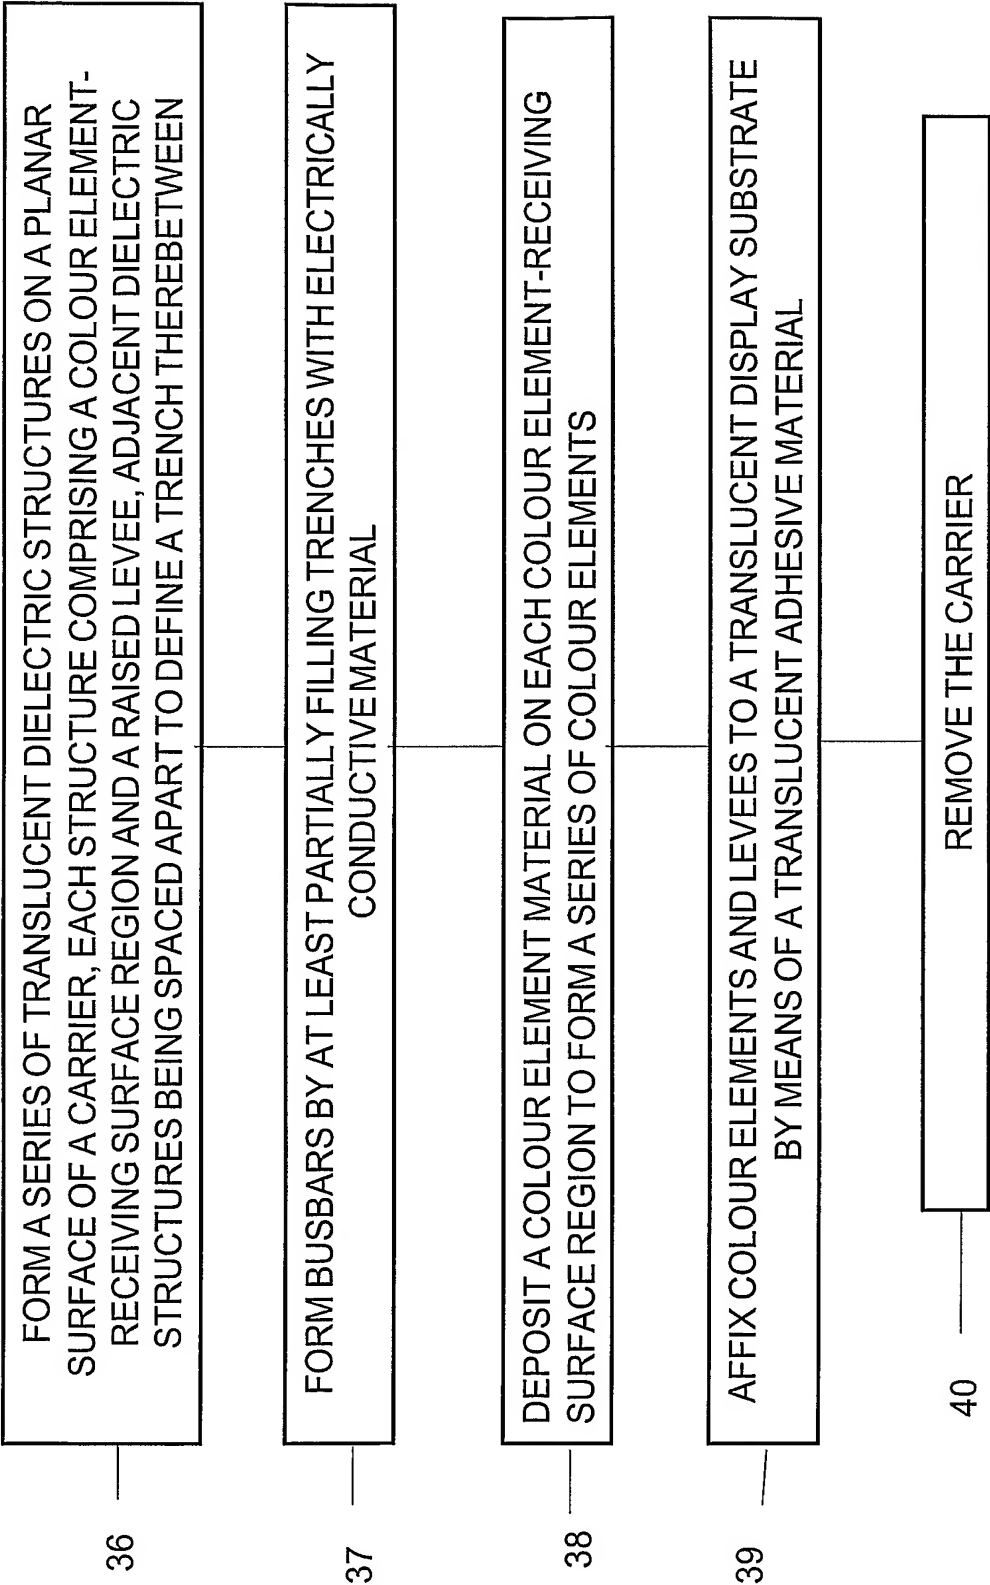 FORM A SERIES OF TRANSLUCENT DIELECTRIC STRUCTURES ON A PLANAR
SURFACE OF A CARRIER, EACH STRUCTURE COMPRISING A COLOUR ELEMENT-
RECEIVING SURFACE REGION AND A RAISED LEVEE, ADJACENT DIELECTRIC
STRUCTURES BEING SPACED APART TO DEFINE A TRENCH THEREBETWEEN
36
FORM BUSBARS BY AT LEAST PARTIALLY FILLING TRENCHES WITH ELECTRICALLY
CONDUCTIVE MATERIAL
37
DEPOSIT A COLOUR ELEMENT MATERIAL ON EACH COLOUR ELEMENT-RECEIVING
SURFACE REGION TO FORM A SERIES OF COLOUR ELEMENTS
38
AFFIX COLOUR ELEMENTS AND LEVEES TO A TRANSLUCENT DISPLAY SUBSTRATE
BY MEANS OF A TRANSLUCENT ADHESIVE MATERIAL
39
REMOVE THE CARRIER
40